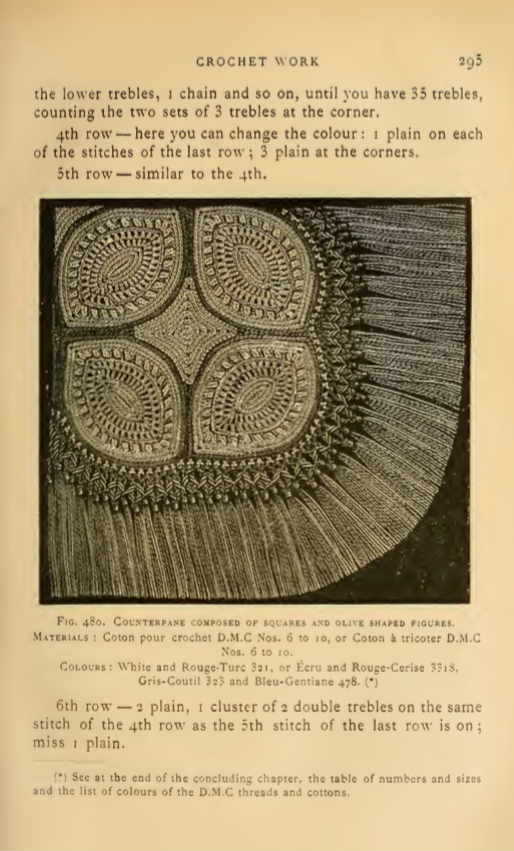 CROCHET WORK 295
the lower trebles, 1 chain and so on, until you have 35 trebles,
counting the two sets of 3 trebles at the corner.
4th row — here you can change the colour: 1 plain on each
of the stitches of the last row; 3 plain at the corners.
5th row — similar to the 4th.
Fig. 480. Counterpane composed of squares and olive shaped figures.
Materials: Coton pour crochet D.M.C Nos. 6 to 10, or Coton à tricoter D.M.C
Nos. 6 to 10.
Colours: White and Rouge-Turc 321, or Écru and Rouge-Cerise 3318,
Gris-Coutil 323 and Bleu-Gentiane 478. (*)
6th row — 2 plain, 1 cluster of 2 double trebles on the same
stitch of the 4th row as the 5th stitch of the last row is on;
miss 1 plain.
(*) See at the end of the concluding chapter, the table of numbers and sizes
and the list of colours of the D.M.C threads and cottons.